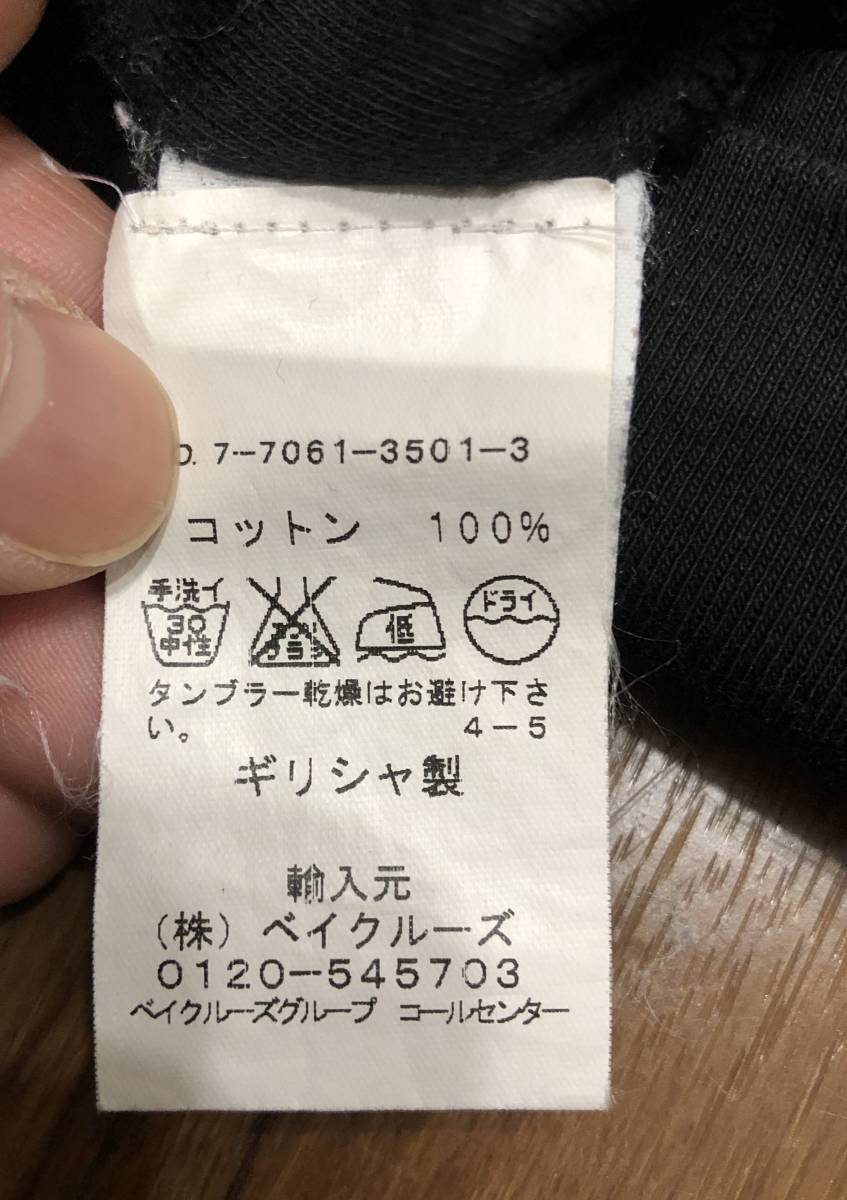 7-7061-3501-3
コットン 100%
手洗イ
30
中性
低
ドライ
タンブラー乾燥はお避け下さ
い。 4-5
ギリシャ製
輸入元
(株)ベイクルーズ
0120-545703
ベイクルーズグループ コールセンター